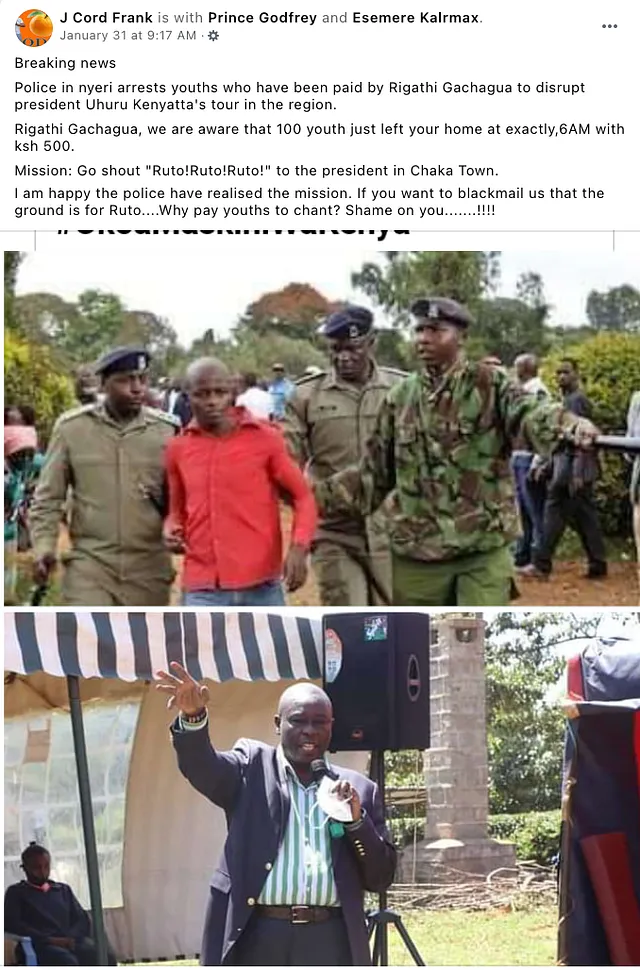 J Cord Frank is with Prince Godfrey and Esemere Kalrmax.
January 31 at 9:17 AM ·
Breaking news
Police in nyeri arrests youths who have been paid by Rigathi Gachagua to disrupt
president Uhuru Kenyatta's tour in the region.
Rigathi Gachagua, we are aware that 100 youth just left your home at exactly,6AM with
ksh 500.
Mission: Go shout "Ruto!Ruto!Ruto!" to the president in Chaka Town.
I am happy the police have realised the mission. If you want to blackmail us that the
ground is for Ruto....Why pay youths to chant? Shame on you.......!!!!